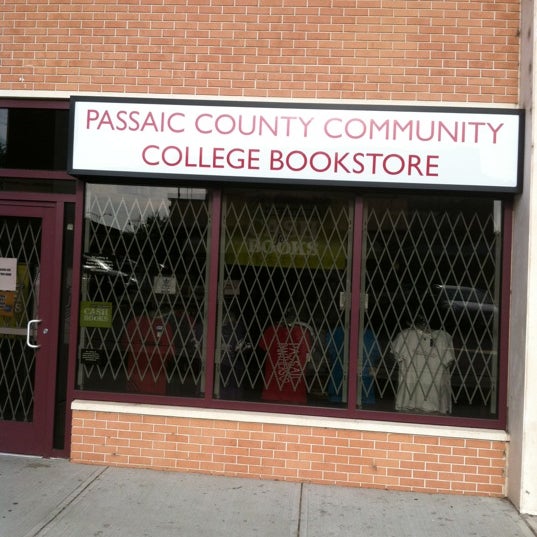 PASSAIC COUNTY COMMUNITY
COLLEGE BOOKSTORE
BOOKS
CASH